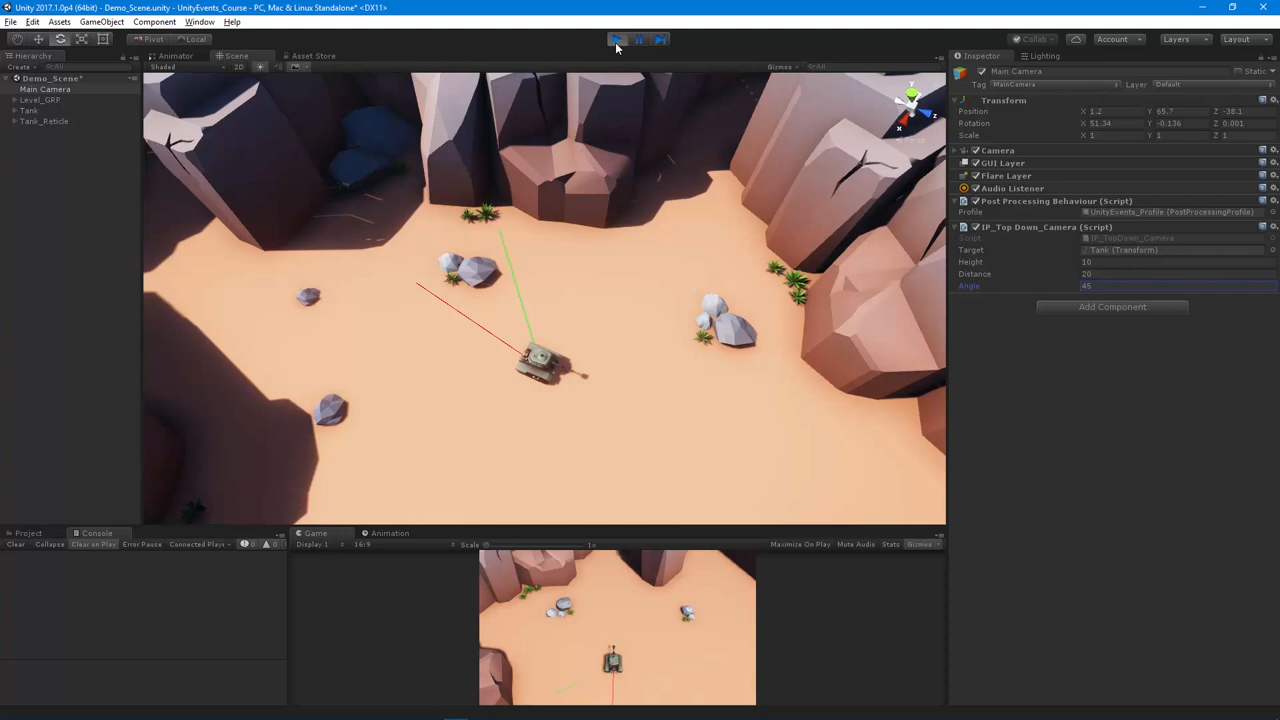 Unity 2017.1.0p4 (64bit) - Demo_Scene.unity - UnityEvents_Course - PC, Mac & Linux Standalone* <DX11>
File Edit Assets GameObject Component Window Help
Pivot Local Collab Account Layers Layout
Hierarchy
Create All
Demo_Scene*
Main Camera
Level_GRP
Tank
Tank_Reticle
Animator Scene Asset Store
Shaded 2D Gizmos All
y
z
x
Persp
Inspector Lighting
Main Camera Static
Tag MainCamera Layer Default
Transform
Position X 1.2 Y 65.7 Z -38.1
Rotation X 51.34 Y -0.136 Z 0.001
Scale X 1 Y 1 Z 1
Camera
GUI Layer
Flare Layer
Audio Listener
Post Processing Behaviour (Script)
Profile UnityEvents_Profile (PostProcessingProfile)
IP_Top Down_Camera (Script)
Script IP_TopDown_Camera
Target Tank (Transform)
Height 10
Distance 20
Angle 45
Add Component
Project Console
Clear Collapse Clear on Play Error Pause Connected Playe 0 0
Game Animation
Display 1 16:9 Scale 1x Maximize On Play Mute Audio Stats Gizmos